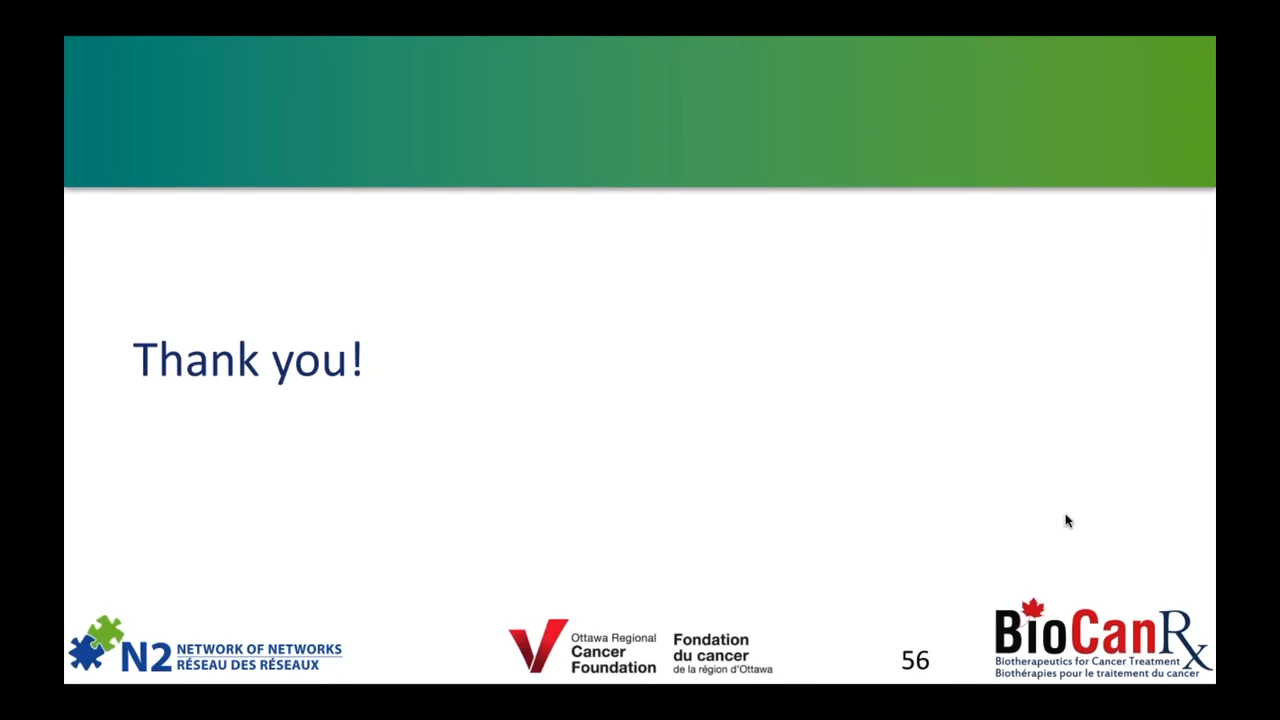 Thank you!
N2 NETWORK OF NETWORKS
RÉSEAU DES RÉSEAUX
Ottawa Regional
Cancer
Foundation
Fondation
du cancer
de la région d'Ottawa
56
BioCanRx
Biotherapeutics for Cancer Treatment
Biothérapies pour le traitement du cancer